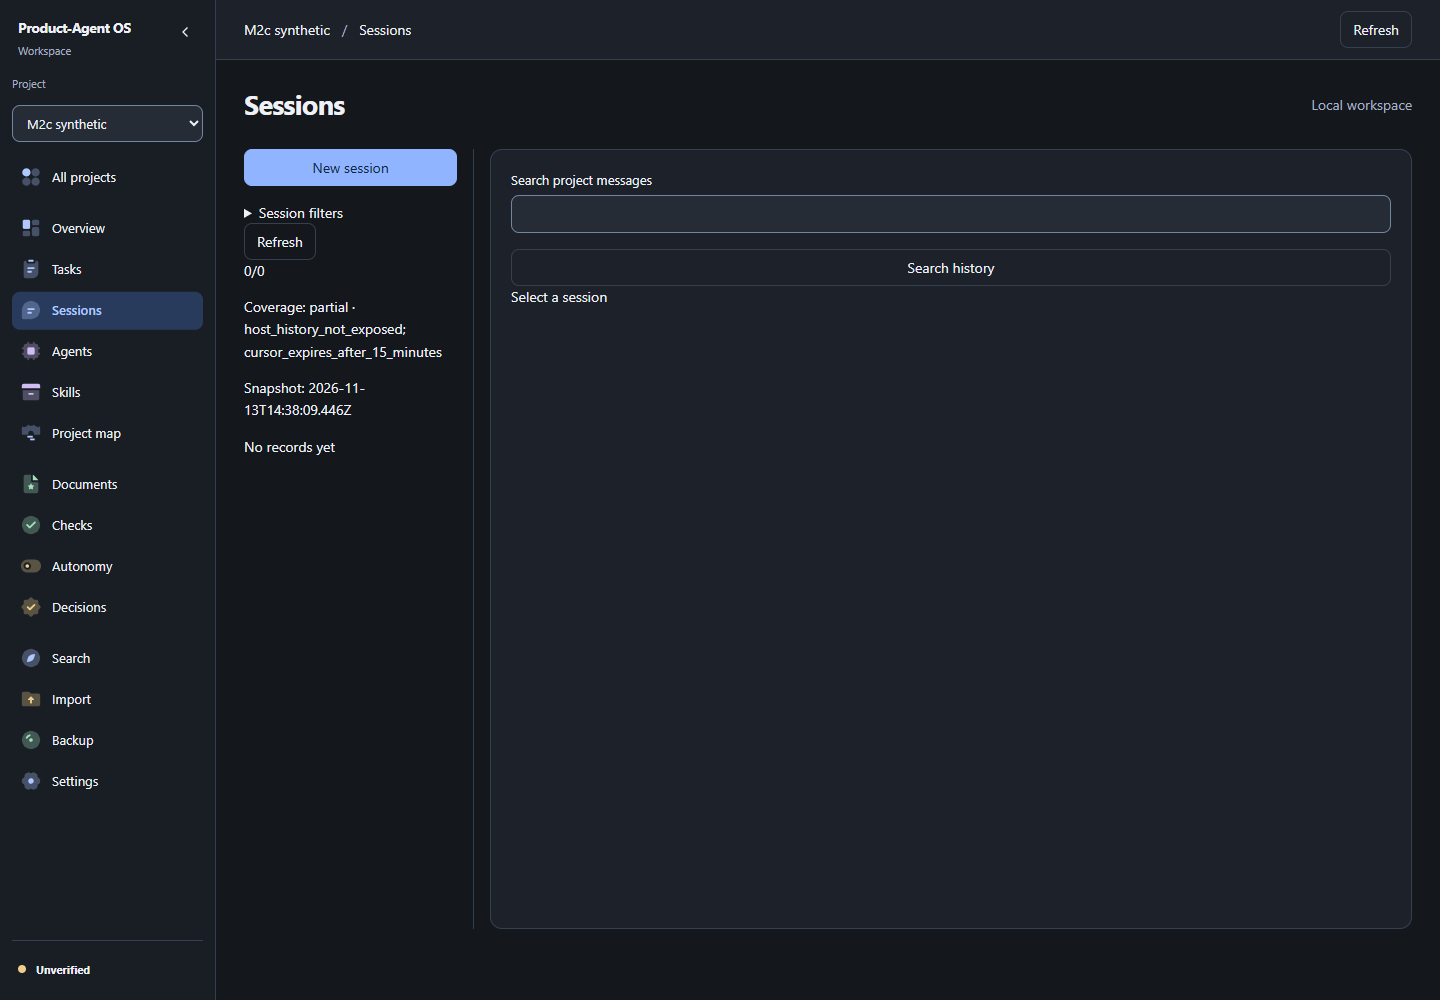 Product-Agent OS
Workspace
Project
M2c synthetic
All projects
Overview
Tasks
Sessions
Agents
Skills
Project map
Documents
Checks
Autonomy
Decisions
Search
Import
Backup
Settings
Unverified
M2c synthetic / Sessions
Refresh
Sessions
Local workspace
New session
Session filters
Refresh
0/0
Coverage: partial ·
host_history_not_exposed;
cursor_expires_after_15_minutes
Snapshot: 2026-11-
13T14:38:09.446Z
No records yet
Search project messages
Search history
Select a session